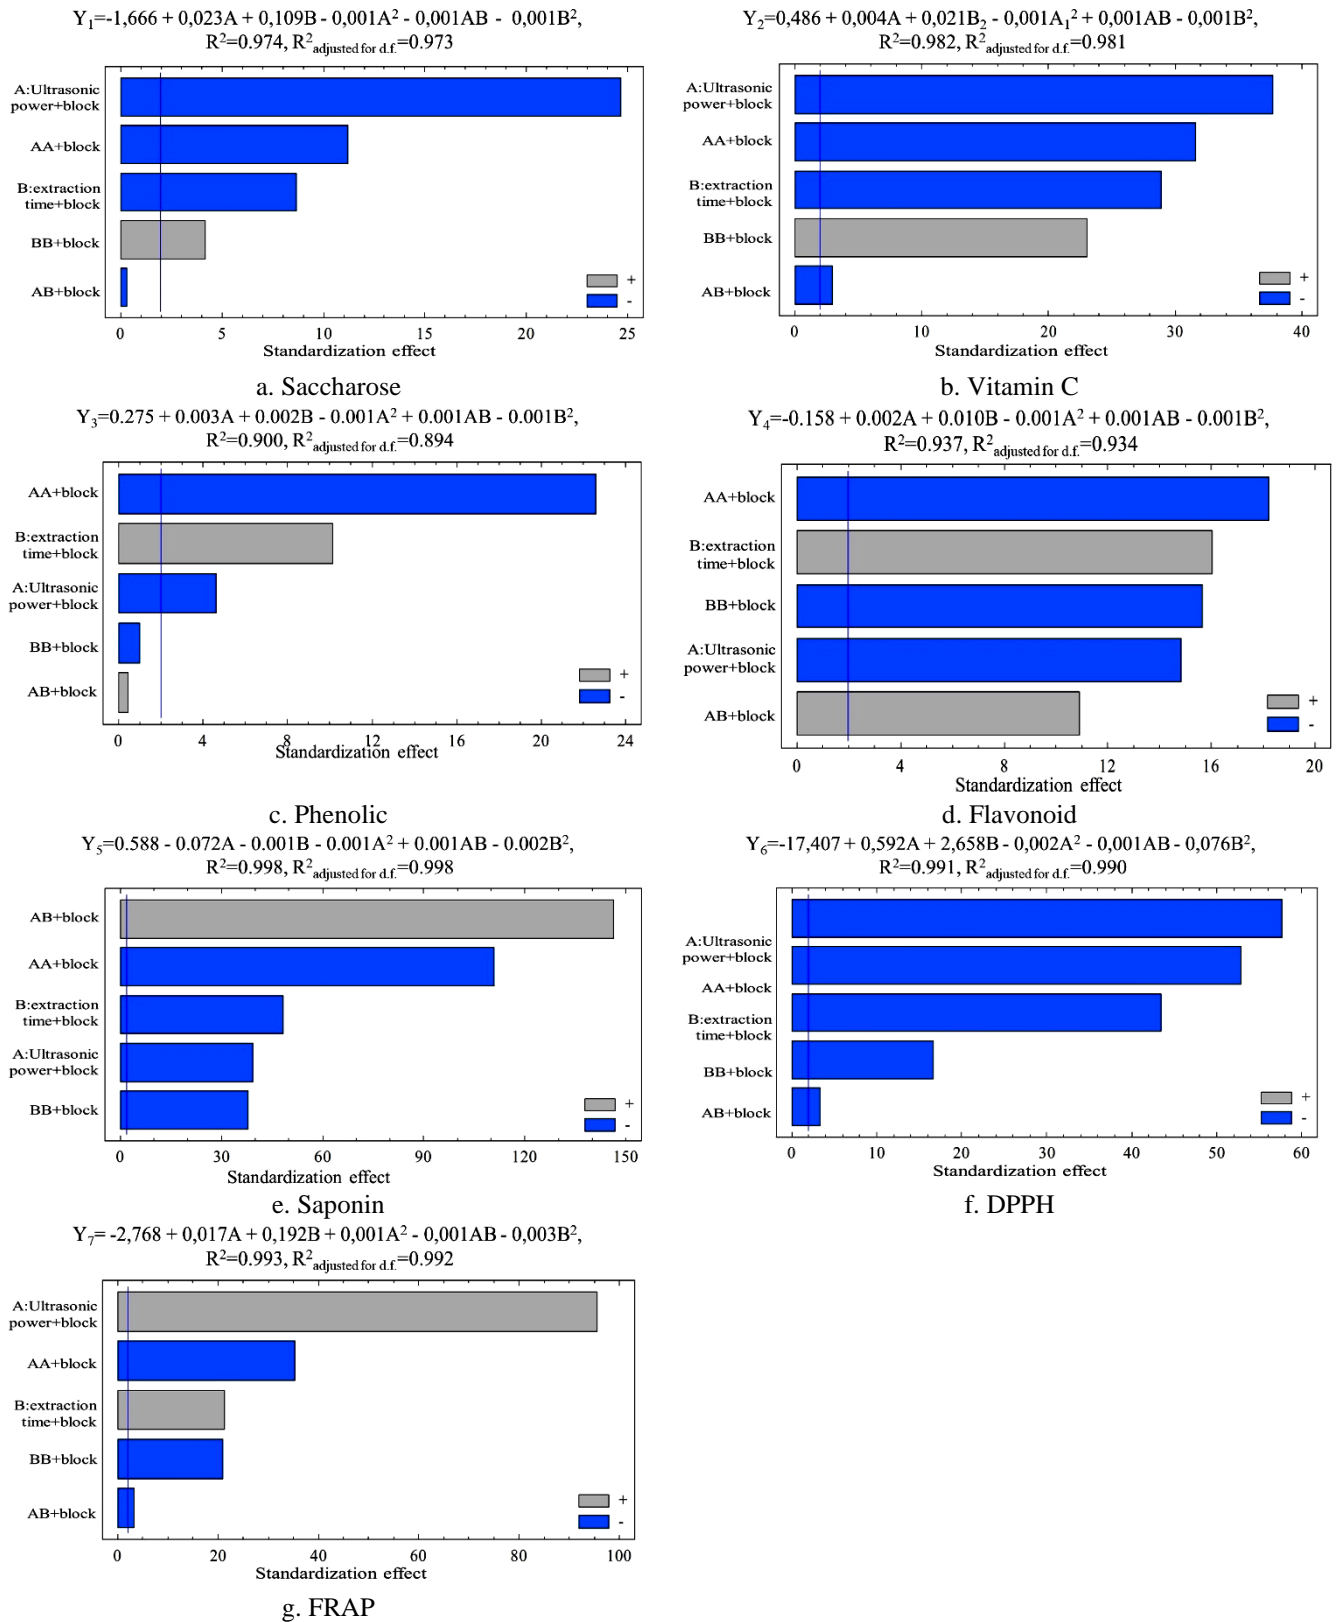 Y₁=-1,666 + 0,023A + 0,109B - 0,001A² - 0,001AB - 0,001B²,
R²=0.974, R²adjusted for d.f.=0.973
A:Ultrasonic
power+block
AA+block
B:extraction
time+block
BB+block
AB+block
+
-
0 5 10 15 20 25
Standardization effect
a. Saccharose
Y₂=0,486 + 0,004A + 0,021B₂ - 0,001A₁² + 0,001AB - 0,001B²,
R²=0.982, R²adjusted for d.f.=0.981
A:Ultrasonic
power+block
AA+block
B:extraction
time+block
BB+block
AB+block
+
-
0 10 20 30 40
Standardization effect
b. Vitamin C
Y₃=0.275 + 0.003A + 0.002B - 0.001A² + 0.001AB - 0.001B²,
R²=0.900, R²adjusted for d.f.=0.894
AA+block
B:extraction
time+block
A:Ultrasonic
power+block
BB+block
AB+block
+
-
0 4 8 12 16 20 24
Standardization effect
c. Phenolic
Y₄=-0.158 + 0.002A + 0.010B - 0.001A² + 0.001AB - 0.001B²,
R²=0.937, R²adjusted for d.f.=0.934
AA+block
B:extraction
time+block
BB+block
A:Ultrasonic
power+block
AB+block
+
-
0 4 8 12 16 20
Standardization effect
d. Flavonoid
Y₅=0.588 - 0.072A - 0.001B - 0.001A² + 0.001AB - 0.002B²,
R²=0.998, R²adjusted for d.f.=0.998
AB+block
AA+block
B:extraction
time+block
A:Ultrasonic
power+block
BB+block
+
-
0 30 60 90 120 150
Standardization effect
e. Saponin
Y₆=-17,407 + 0,592A + 2,658B - 0,002A² - 0,001AB - 0,076B²,
R²=0.991, R²adjusted for d.f.=0.990
A:Ultrasonic
power+block
AA+block
B:extraction
time+block
BB+block
AB+block
+
-
0 10 20 30 40 50 60
Standardization effect
f. DPPH
Y₇= -2,768 + 0,017A + 0,192B + 0,001A² - 0,001AB - 0,003B²,
R²=0.993, R²adjusted for d.f.=0.992
A:Ultrasonic
power+block
AA+block
B:extraction
time+block
BB+block
AB+block
+
-
0 20 40 60 80 100
Standardization effect
g. FRAP